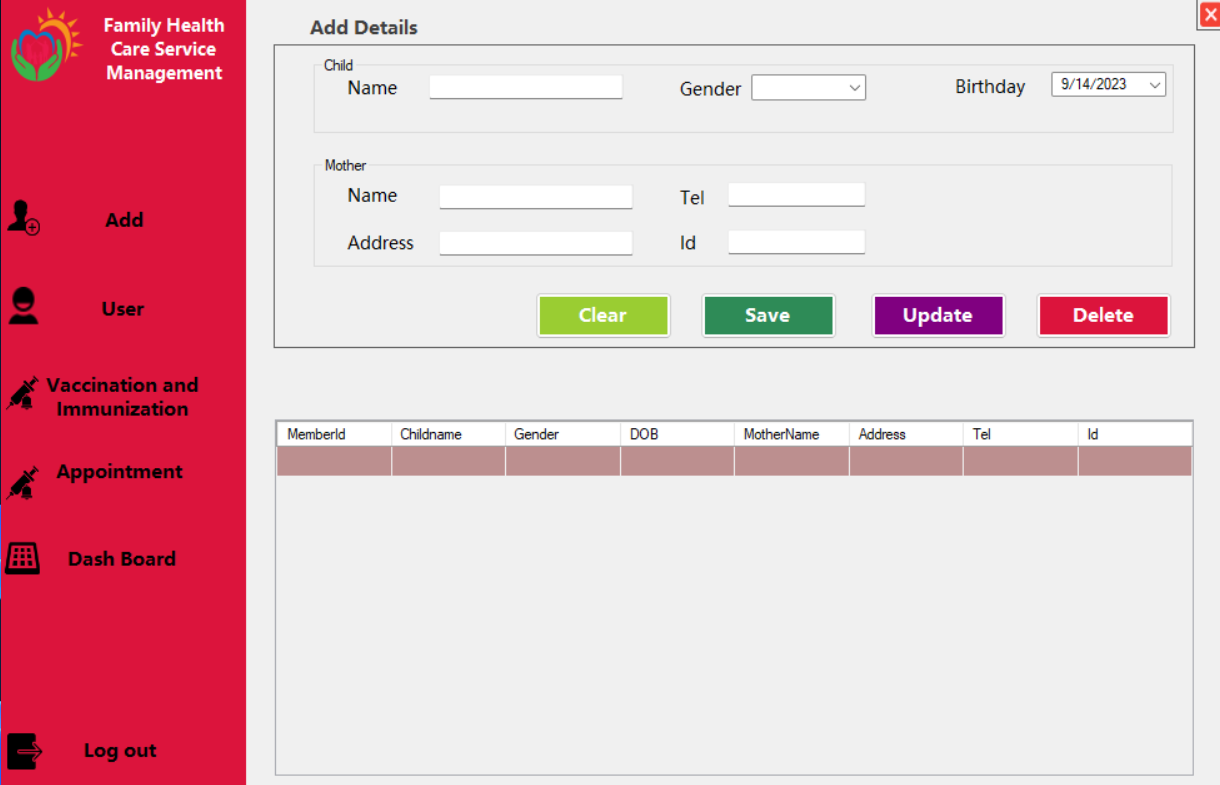 Family Health
Care Service
Management
Add
User
Vaccination and
Immunization
Appointment
Dash Board
Log out
Add Details
Child
Name
Gender
Birthday
9/14/2023
Mother
Name
Tel
Address
Id
Clear
Save
Update
Delete
MemberId Childname Gender DOB MotherName Address Tel Id